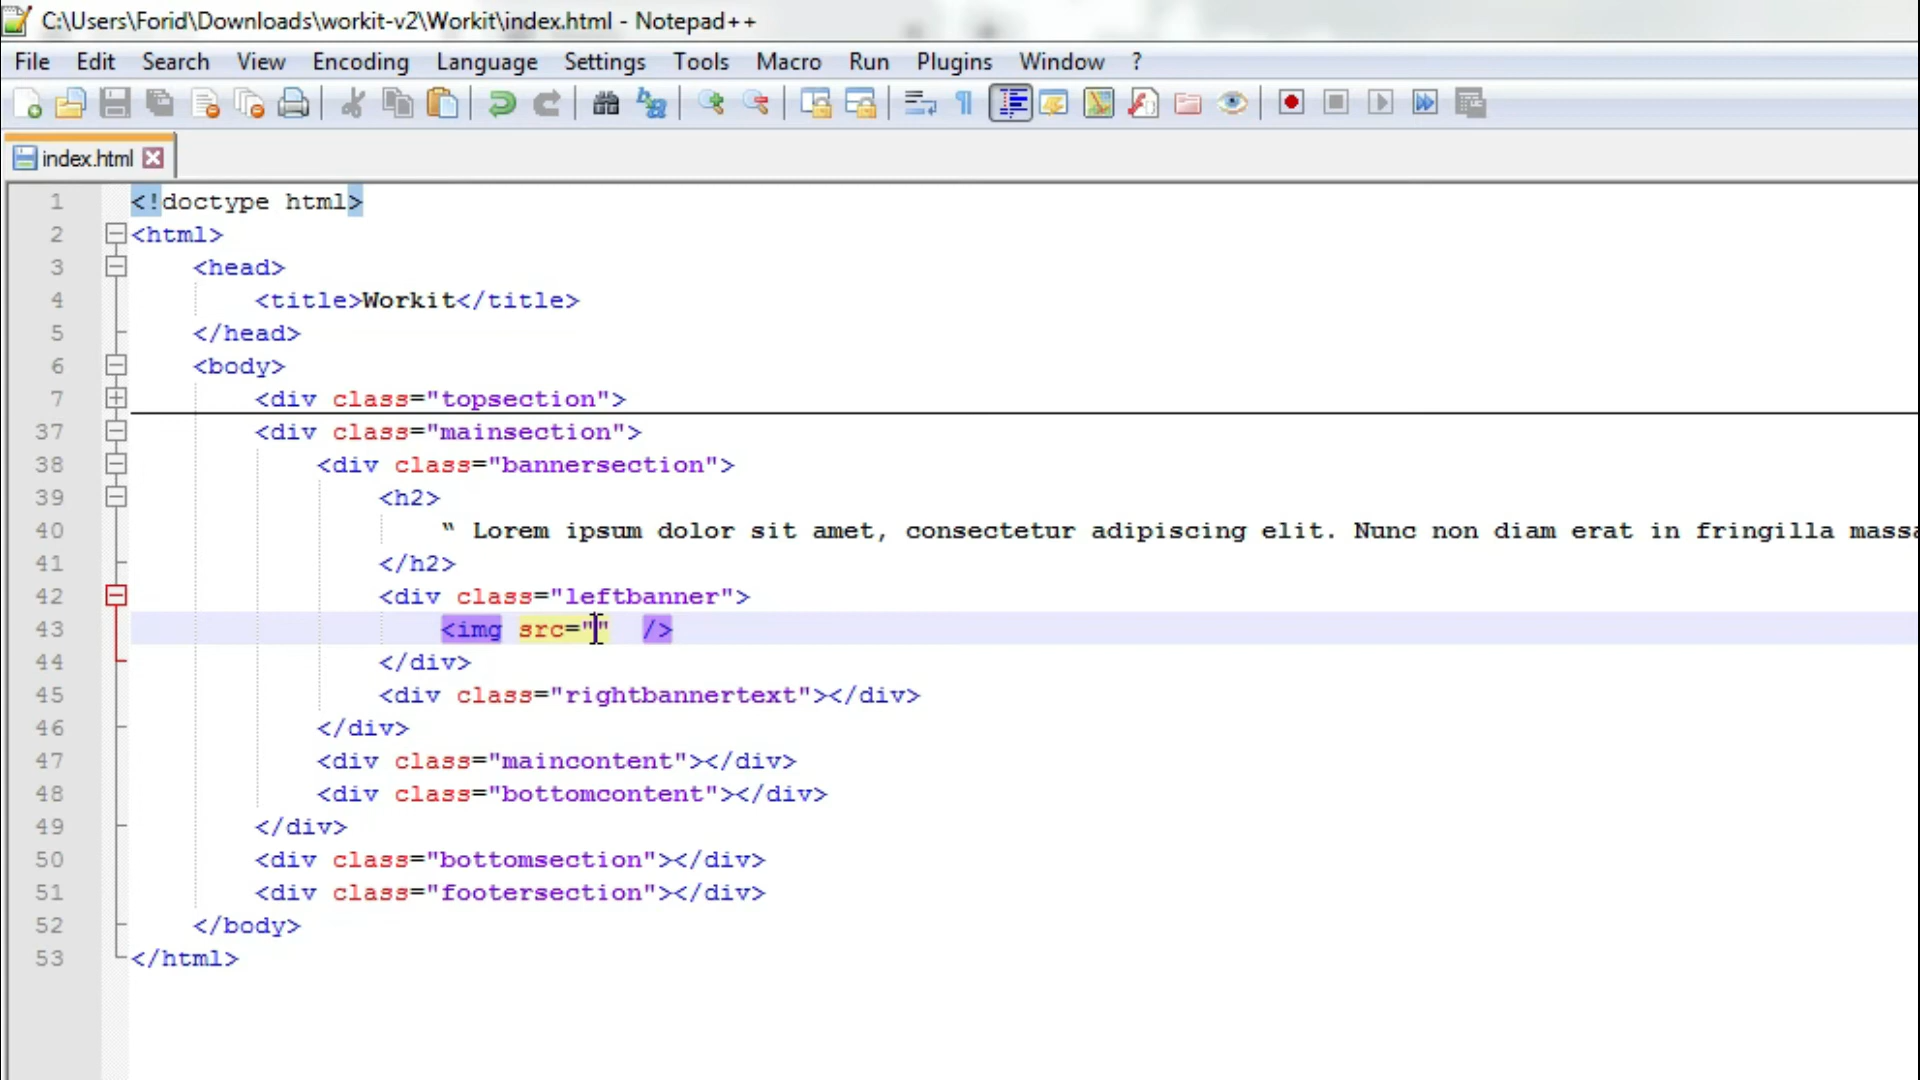 C:\Users\Forid\Downloads\workit-v2\Workit\index.html - Notepad++
File Edit Search View Encoding Language Settings Tools Macro Run Plugins Window ?
index.html
1 <!doctype html>
2 <html>
3 <head>
4 <title>Workit</title>
5 </head>
6 <body>
7 <div class="topsection">
37 <div class="mainsection">
38 <div class="bannersection">
39 <h2>
40 “ Lorem ipsum dolor sit amet, consectetur adipiscing elit. Nunc non diam erat in fringilla massa
41 </h2>
42 <div class="leftbanner">
43 <img src="" />
44 </div>
45 <div class="rightbannertext"></div>
46 </div>
47 <div class="maincontent"></div>
48 <div class="bottomcontent"></div>
49 </div>
50 <div class="bottomsection"></div>
51 <div class="footersection"></div>
52 </body>
53 </html>